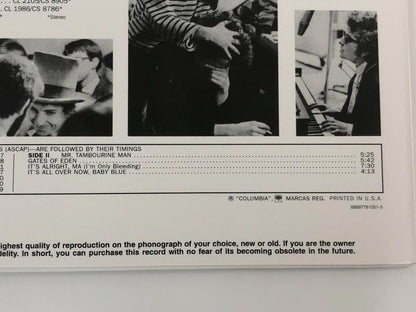 ... CL 2105/CS 8905*
. CL 1986/CS 8786*
*Stereo
S (ASCAP)—ARE FOLLOWED BY THEIR TIMINGS
SIDE II MR. TAMBOURINE MAN 5:25
GATES OF EDEN 5:42
IT'S ALRIGHT, MA (I'm Only Bleeding) 7:30
IT'S ALL OVER NOW, BABY BLUE 4:13
® "COLUMBIA", MARCAS REG. PRINTED IN U.S.A.
88697761051-5
ighest quality of reproduction on the phonograph of your choice, new or old. If you are the owner
delity. In short, you can purchase this record with no fear of its becoming obsolete in the future.